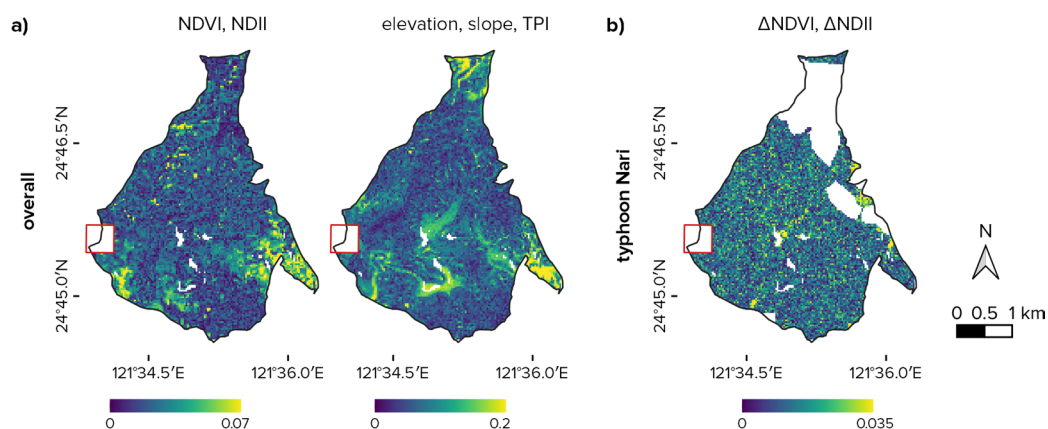 a) NDVI, NDII elevation, slope, TPI b) ΔNDVI, ΔNDII
overall
typhoon Nari
24°46.5′N
24°45.0′N
24°46.5′N
24°45.0′N
N
0 0.5 1 km
121°34.5′E 121°36.0′E 121°34.5′E 121°36.0′E 121°34.5′E 121°36.0′E
0 0.07 0 0.2 0 0.035